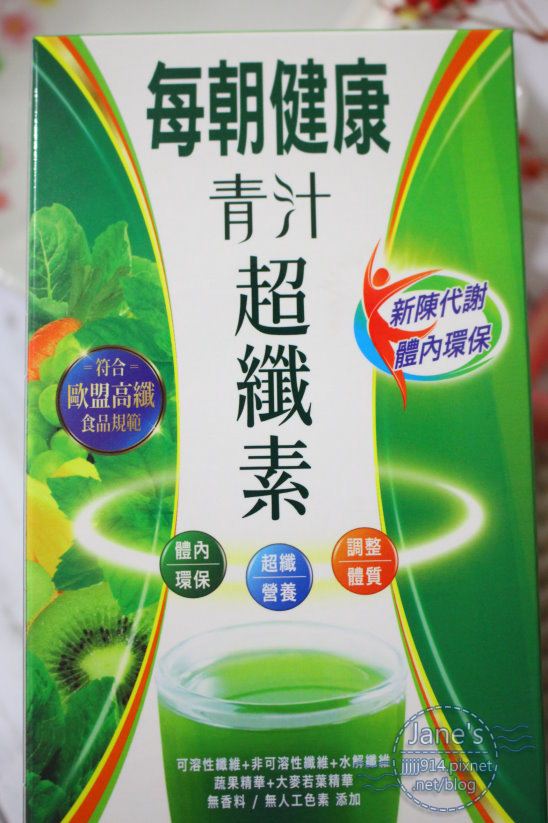 每朝健康
青汁
超纖素
新陳代謝
體內環保
符合
歐盟高纖
食品規範
體內
環保
超纖
營養
調整
體質
可溶性纖維+非可溶性纖維+水解纖維
蔬果精華+大麥若葉精華
無香料 / 無人工色素 添加
Jane's
jjjjj914.pixnet
.net/blog